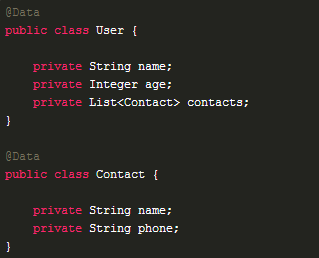 @Data
public class User {
private String name;
private Integer age;
private List<Contact> contacts;
}
@Data
public class Contact {
private String name;
private String phone;
}